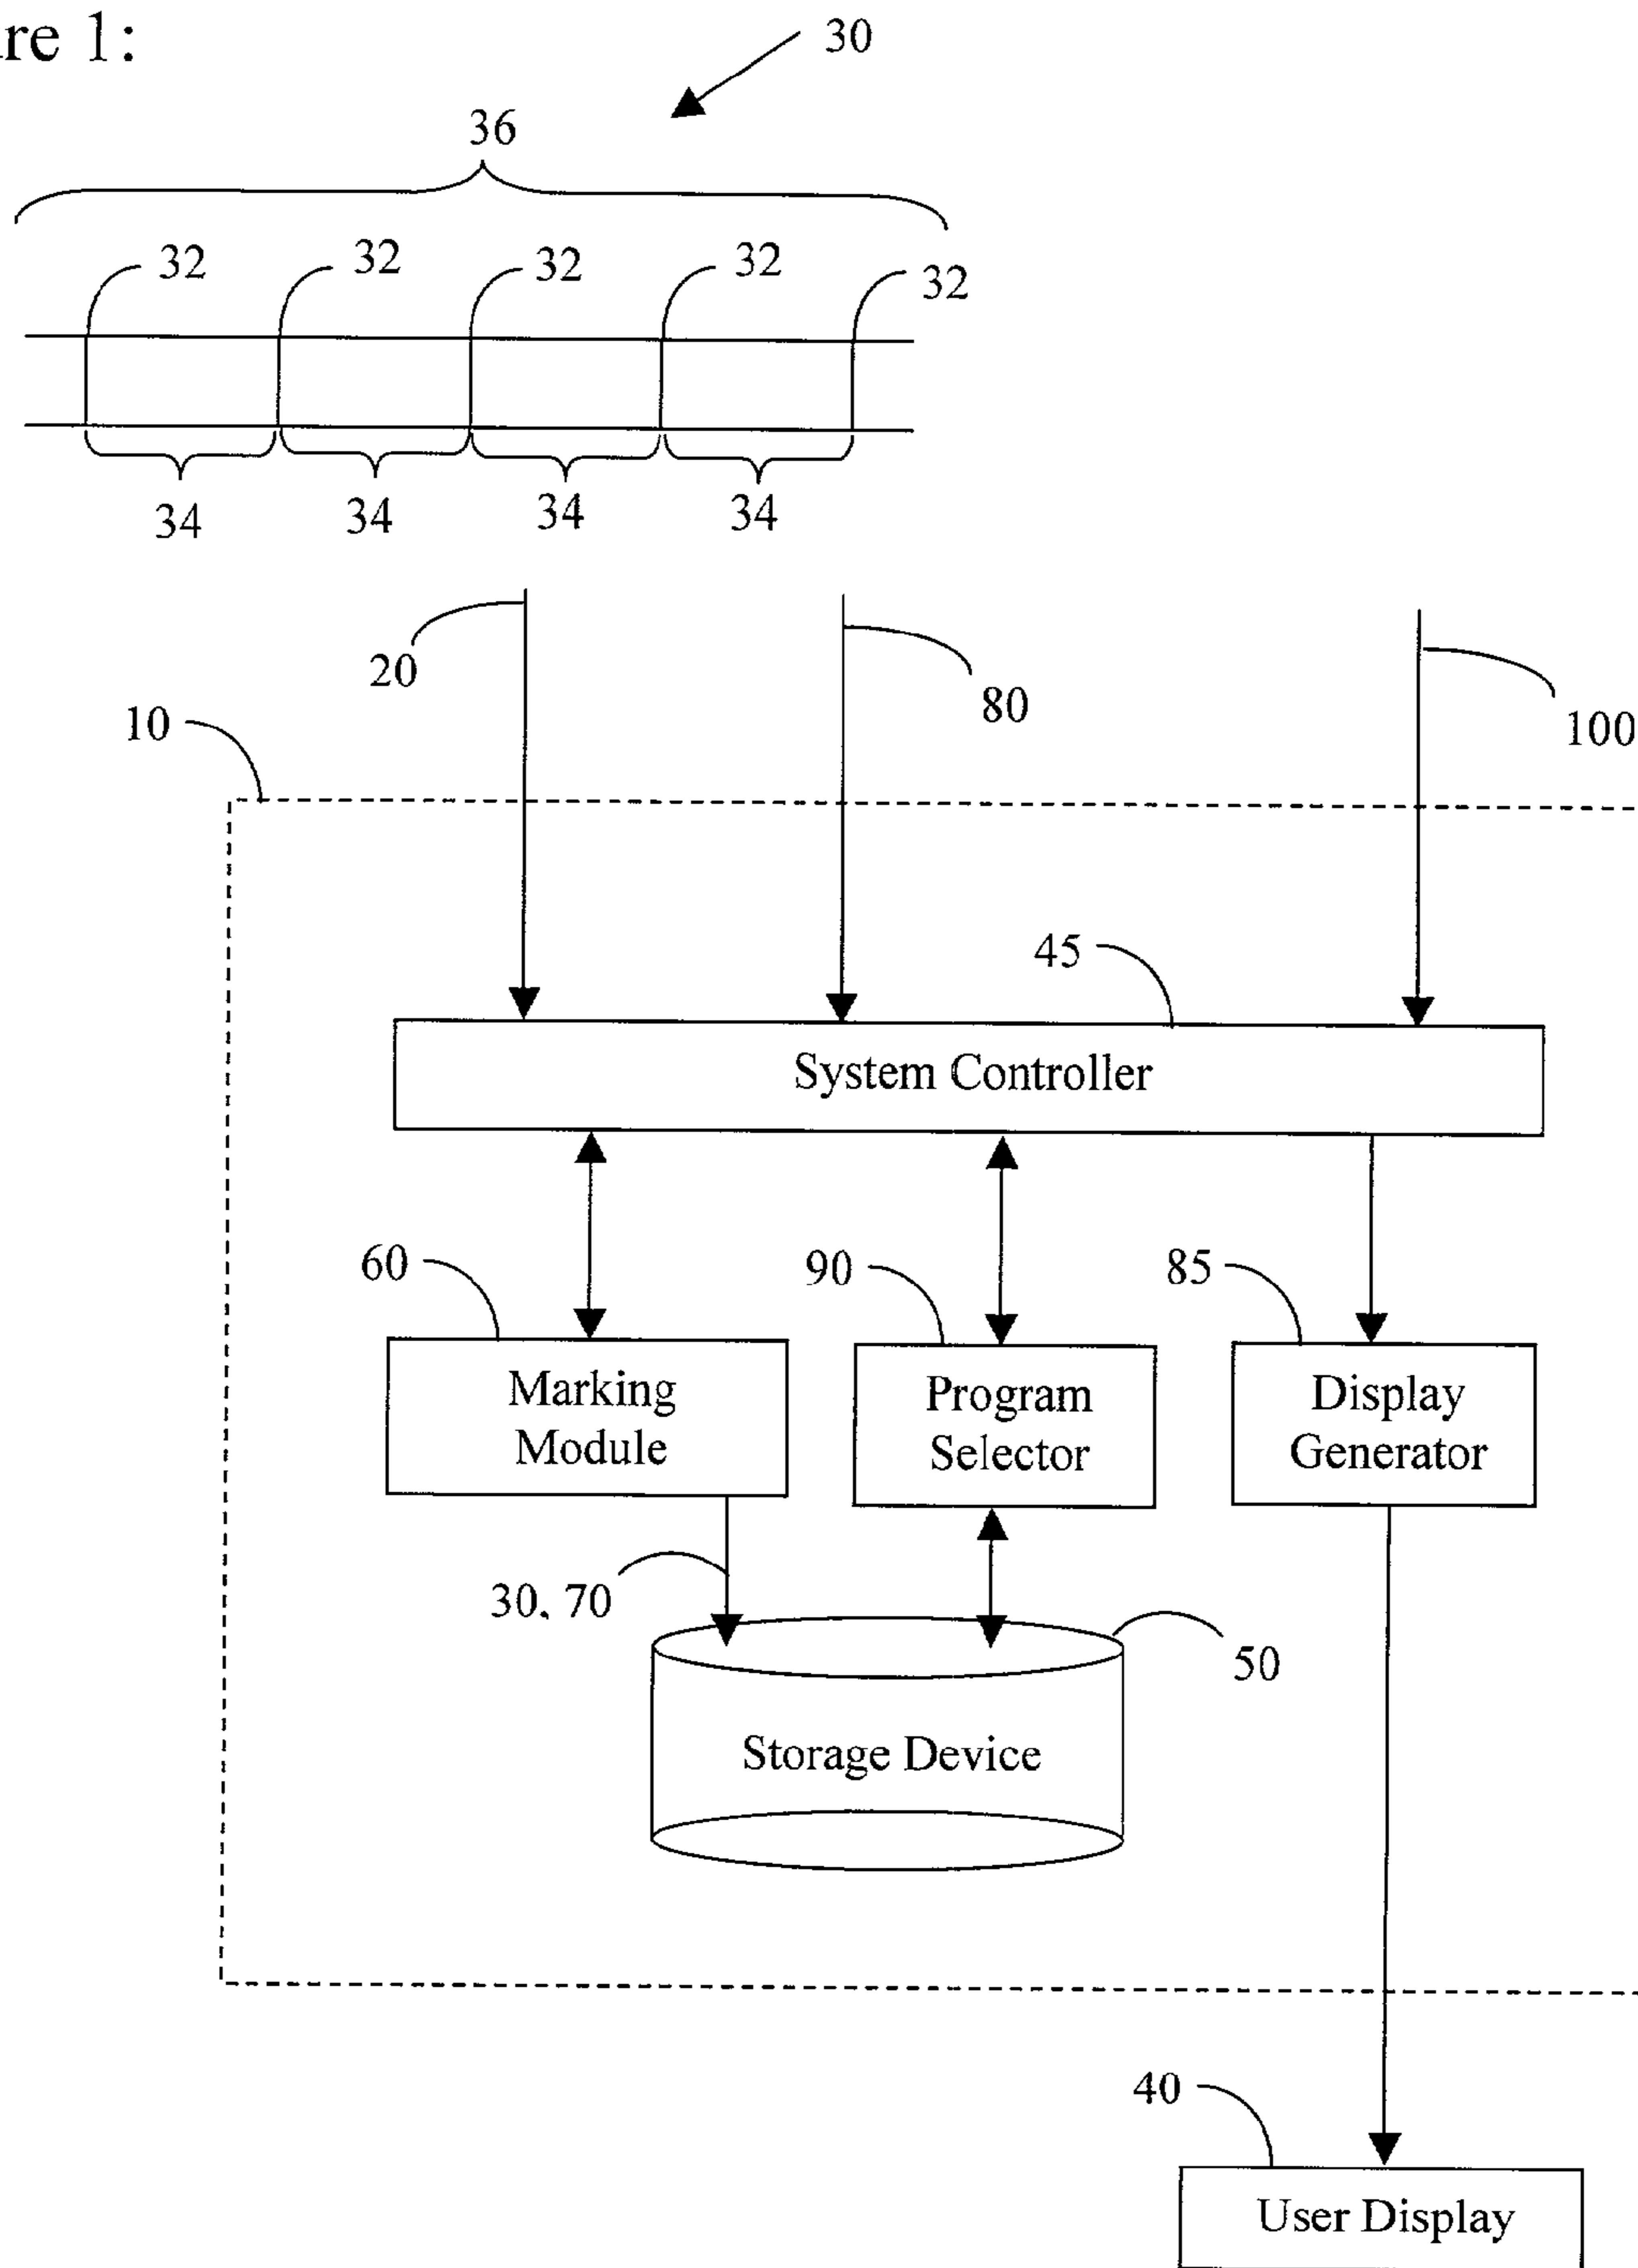 re 1:
30
36
32 32 32 32 32
34 34 34 34
20
80
100
10
45
System Controller
60
90
85
Marking
Module
Program
Selector
Display
Generator
30, 70
50
Storage Device
40
User Display